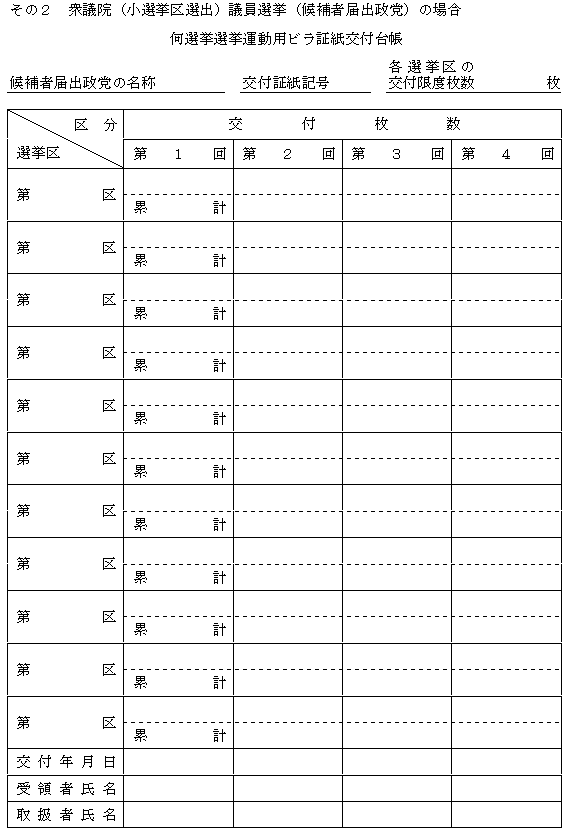 その２　衆議院（小選挙区選出）議員選挙（候補者届出政党）の場合
何選挙選挙運動用ビラ証紙交付台帳
候補者届出政党の名称　交付証紙記号　各選挙区の交付限度枚数　枚
区分　交付枚数
選挙区　第１回　第２回　第３回　第４回
第　区
累　計
第　区
累　計
第　区
累　計
第　区
累　計
第　区
累　計
第　区
累　計
第　区
累　計
第　区
累　計
第　区
累　計
第　区
累　計
第　区
累　計
交付年月日
受領者氏名
取扱者氏名